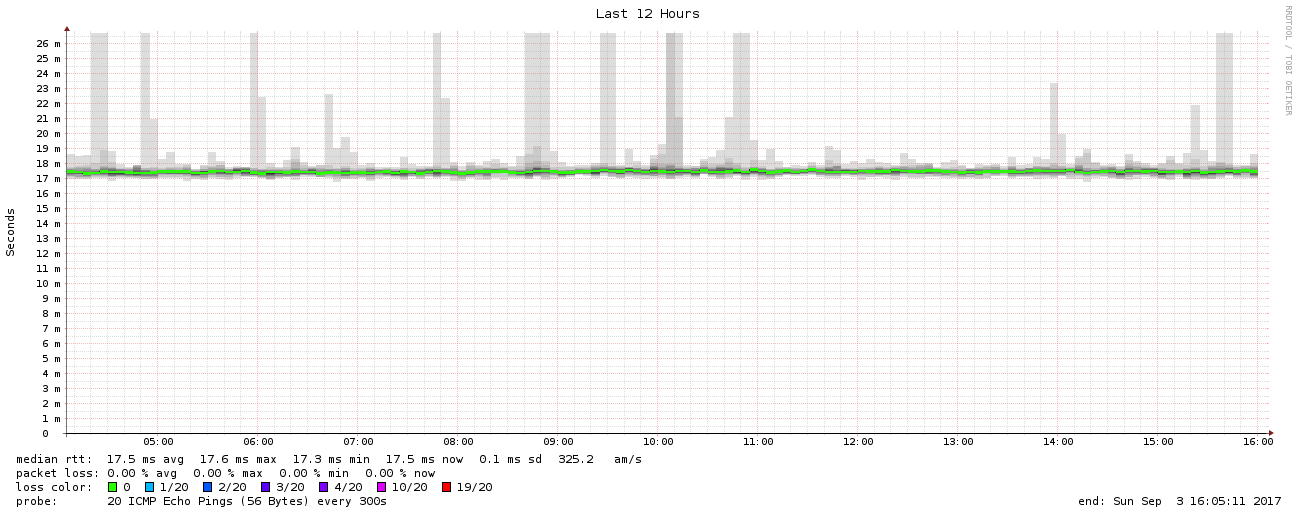 Last 12 Hours
RRDTOOL / TOBI OETIKER
Seconds
26 m
25 m
24 m
23 m
22 m
21 m
20 m
19 m
18 m
17 m
16 m
15 m
14 m
13 m
12 m
11 m
10 m
9 m
8 m
7 m
6 m
5 m
4 m
3 m
2 m
1 m
0
05:00 06:00 07:00 08:00 09:00 10:00 11:00 12:00 13:00 14:00 15:00 16:00
median rtt: 17.5 ms avg 17.6 ms max 17.3 ms min 17.5 ms now 0.1 ms sd 325.2 am/s
packet loss: 0.00 % avg 0.00 % max 0.00 % min 0.00 % now
loss color: 0 1/20 2/20 3/20 4/20 10/20 19/20
probe: 20 ICMP Echo Pings (56 Bytes) every 300s end: Sun Sep 3 16:05:11 2017